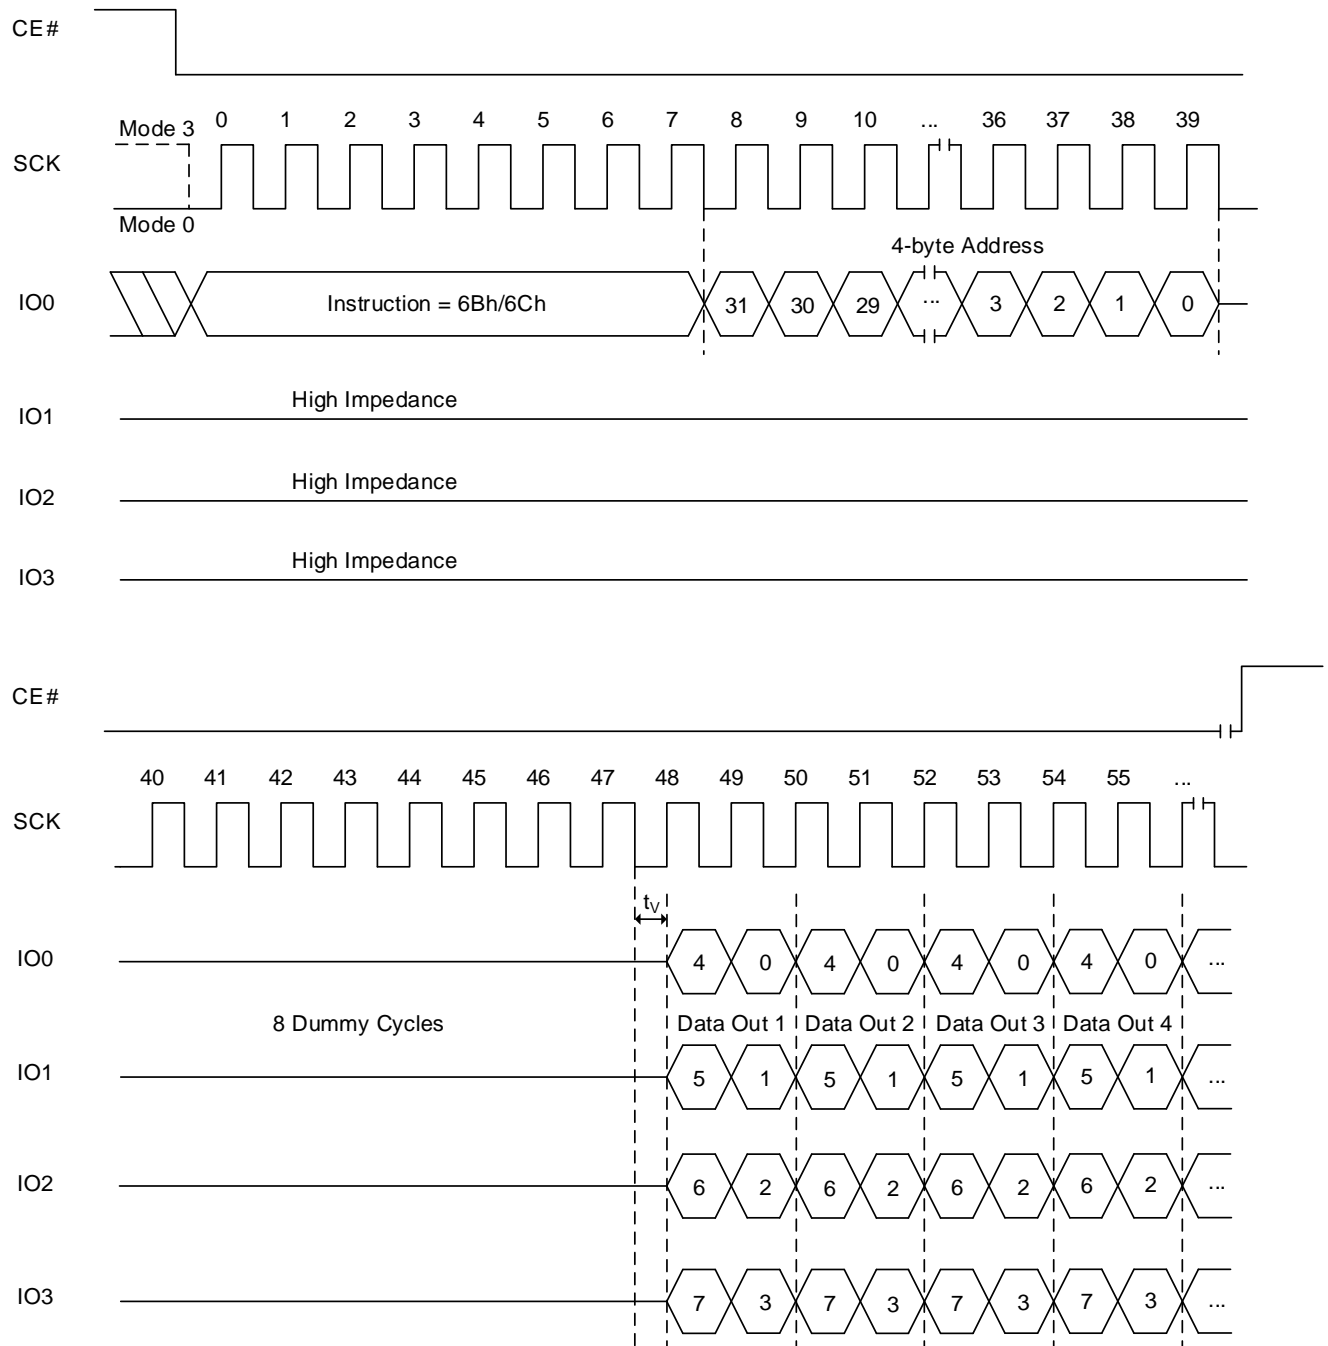 CE#
Mode 3 0 1 2 3 4 5 6 7 8 9 10 ... 36 37 38 39
SCK
Mode 0
4-byte Address
IO0 Instruction = 6Bh/6Ch 31 30 29 ... 3 2 1 0
High Impedance
IO1
High Impedance
IO2
High Impedance
IO3
CE#
40 41 42 43 44 45 46 47 48 49 50 51 52 53 54 55 ...
SCK
tV
IO0 4 0 4 0 4 0 4 0 ...
8 Dummy Cycles Data Out 1 Data Out 2 Data Out 3 Data Out 4
IO1 5 1 5 1 5 1 5 1 ...
IO2 6 2 6 2 6 2 6 2 ...
IO3 7 3 7 3 7 3 7 3 ...